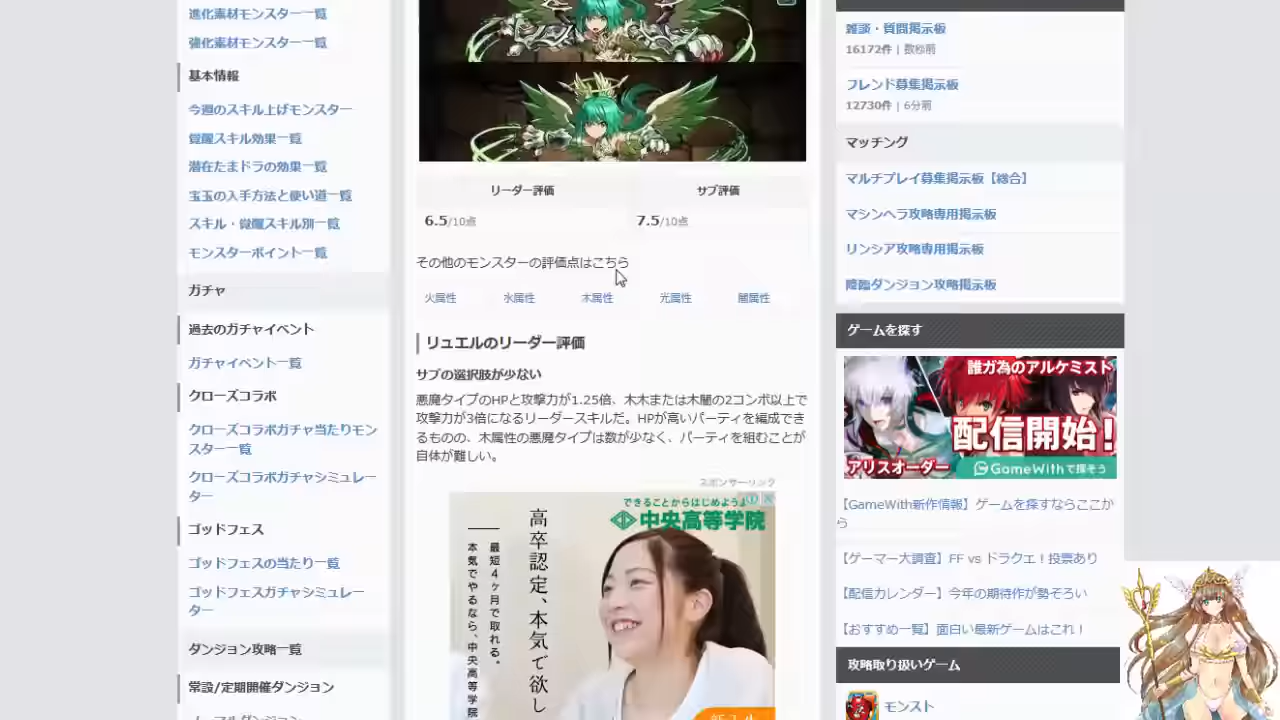 進化素材モンスター一覧
強化素材モンスター一覧
基本情報
今週のスキル上げモンスター
覚醒スキル効果一覧
潜在たまドラの効果一覧
宝玉の入手方法と使い道一覧
スキル・覚醒スキル別一覧
モンスターポイント一覧
ガチャ
過去のガチャイベント
ガチャイベント一覧
クローズコラボ
クローズコラボガチャ当たりモン
スター一覧
クローズコラボガチャシミュレー
ター
ゴッドフェス
ゴッドフェスの当たり一覧
ゴッドフェスガチャシミュレー
ター
ダンジョン攻略一覧
常設/定期開催ダンジョン
ノーマルダンジョン
リーダー評価
サブ評価
6.5/10点
7.5/10点
その他のモンスターの評価点はこちら
火属性
水属性
木属性
光属性
闇属性
リュエルのリーダー評価
サブの選択肢が少ない
悪魔タイプのHPと攻撃力が1.25倍、木木または木闇の2コンボ以上で
攻撃力が3倍になるリーダースキルだ。HPが高いパーティを編成でき
るものの、木属性の悪魔タイプは数が少なく、パーティを組むことが
自体が難しい。
スポンサーリンク
できることからはじめよう
中央高等学院
高卒認定、本気で欲し
最短4ヶ月で取れる。
本気でやるなら、中央高等学院
雑談・質問掲示板
16172件 | 数秒前
フレンド募集掲示板
12730件 | 6分前
マッチング
マルチプレイ募集掲示板【総合】
マシンヘラ攻略専用掲示板
リンシア攻略専用掲示板
降臨ダンジョン攻略掲示板
ゲームを探す
誰ガ為のアルケミスト
配信開始!
アリスオーダー
GameWithで探そう
【GameWith新作情報】ゲームを探すならここか
ら
【ゲーマー大調査】FF vs ドラクエ！投票あり
【配信カレンダー】今年の期待作が勢ぞろい
【おすすめ一覧】面白い最新ゲームはこれ！
攻略取り扱いゲーム
モンスト